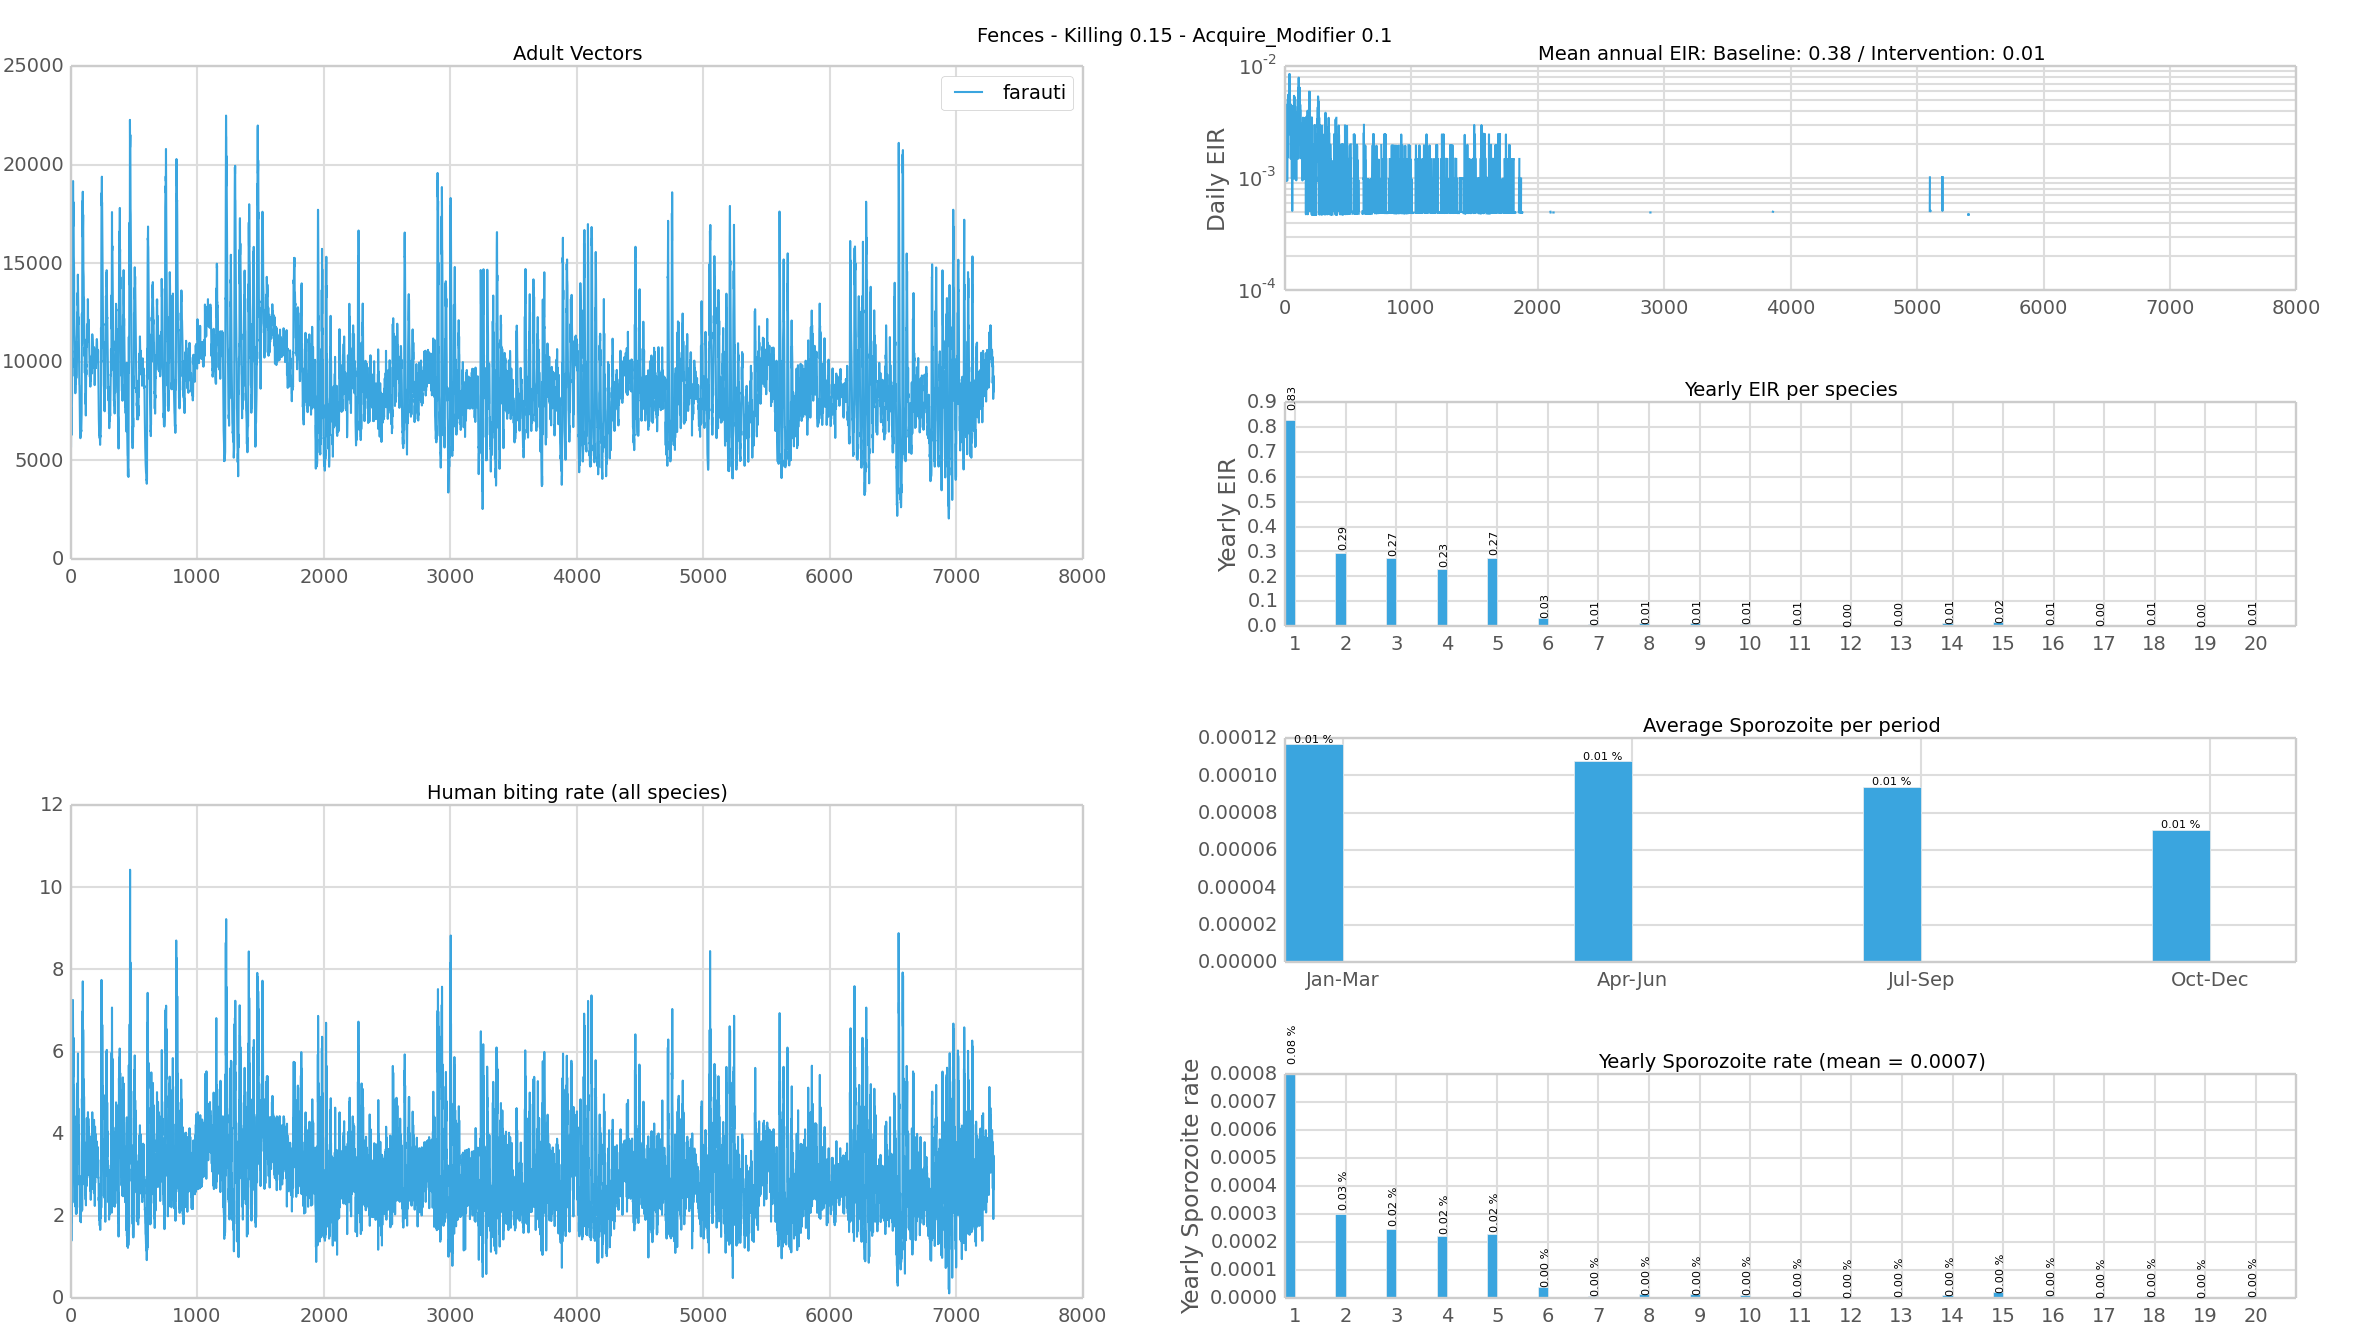 Fences - Killing 0.15 - Acquire_Modifier 0.1
Adult Vectors
25000
20000
15000
10000
5000
0
farauti
0 1000 2000 3000 4000 5000 6000 7000 8000
Human biting rate (all species)
12
10
8
6
4
2
0
0 1000 2000 3000 4000 5000 6000 7000 8000
Mean annual EIR: Baseline: 0.38 / Intervention: 0.01
Daily EIR
10-2
10-3
10-4
0 1000 2000 3000 4000 5000 6000 7000 8000
Yearly EIR per species
Yearly EIR
0.9
0.8
0.7
0.6
0.5
0.4
0.3
0.2
0.1
0.0
0.83 0.29 0.27 0.23 0.27 0.03 0.01 0.01 0.01 0.01 0.01 0.00 0.00 0.01 0.02 0.01 0.00 0.01 0.00 0.01
1 2 3 4 5 6 7 8 9 10 11 12 13 14 15 16 17 18 19 20
Average Sporozoite per period
0.00012
0.00010
0.00008
0.00006
0.00004
0.00002
0.00000
0.01 % 0.01 % 0.01 % 0.01 %
Jan-Mar Apr-Jun Jul-Sep Oct-Dec
Yearly Sporozoite rate (mean = 0.0007)
Yearly Sporozoite rate
0.0008
0.0007
0.0006
0.0005
0.0004
0.0003
0.0002
0.0001
0.0000
0.08 % 0.03 % 0.02 % 0.02 % 0.02 % 0.00 % 0.00 % 0.00 % 0.00 % 0.00 % 0.00 % 0.00 % 0.00 % 0.00 % 0.00 % 0.00 % 0.00 % 0.00 % 0.00 % 0.00 %
1 2 3 4 5 6 7 8 9 10 11 12 13 14 15 16 17 18 19 20